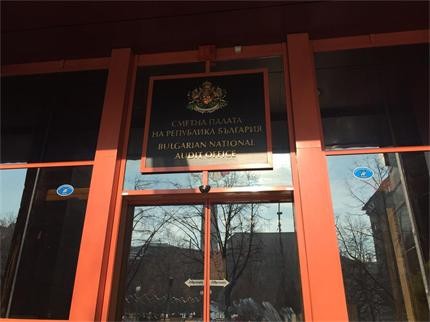 СМЕТНА ПАЛАТА
НА РЕПУБЛИКА БЪЛГАРИЯ
BULGARIAN NATIONAL
AUDIT OFFICE